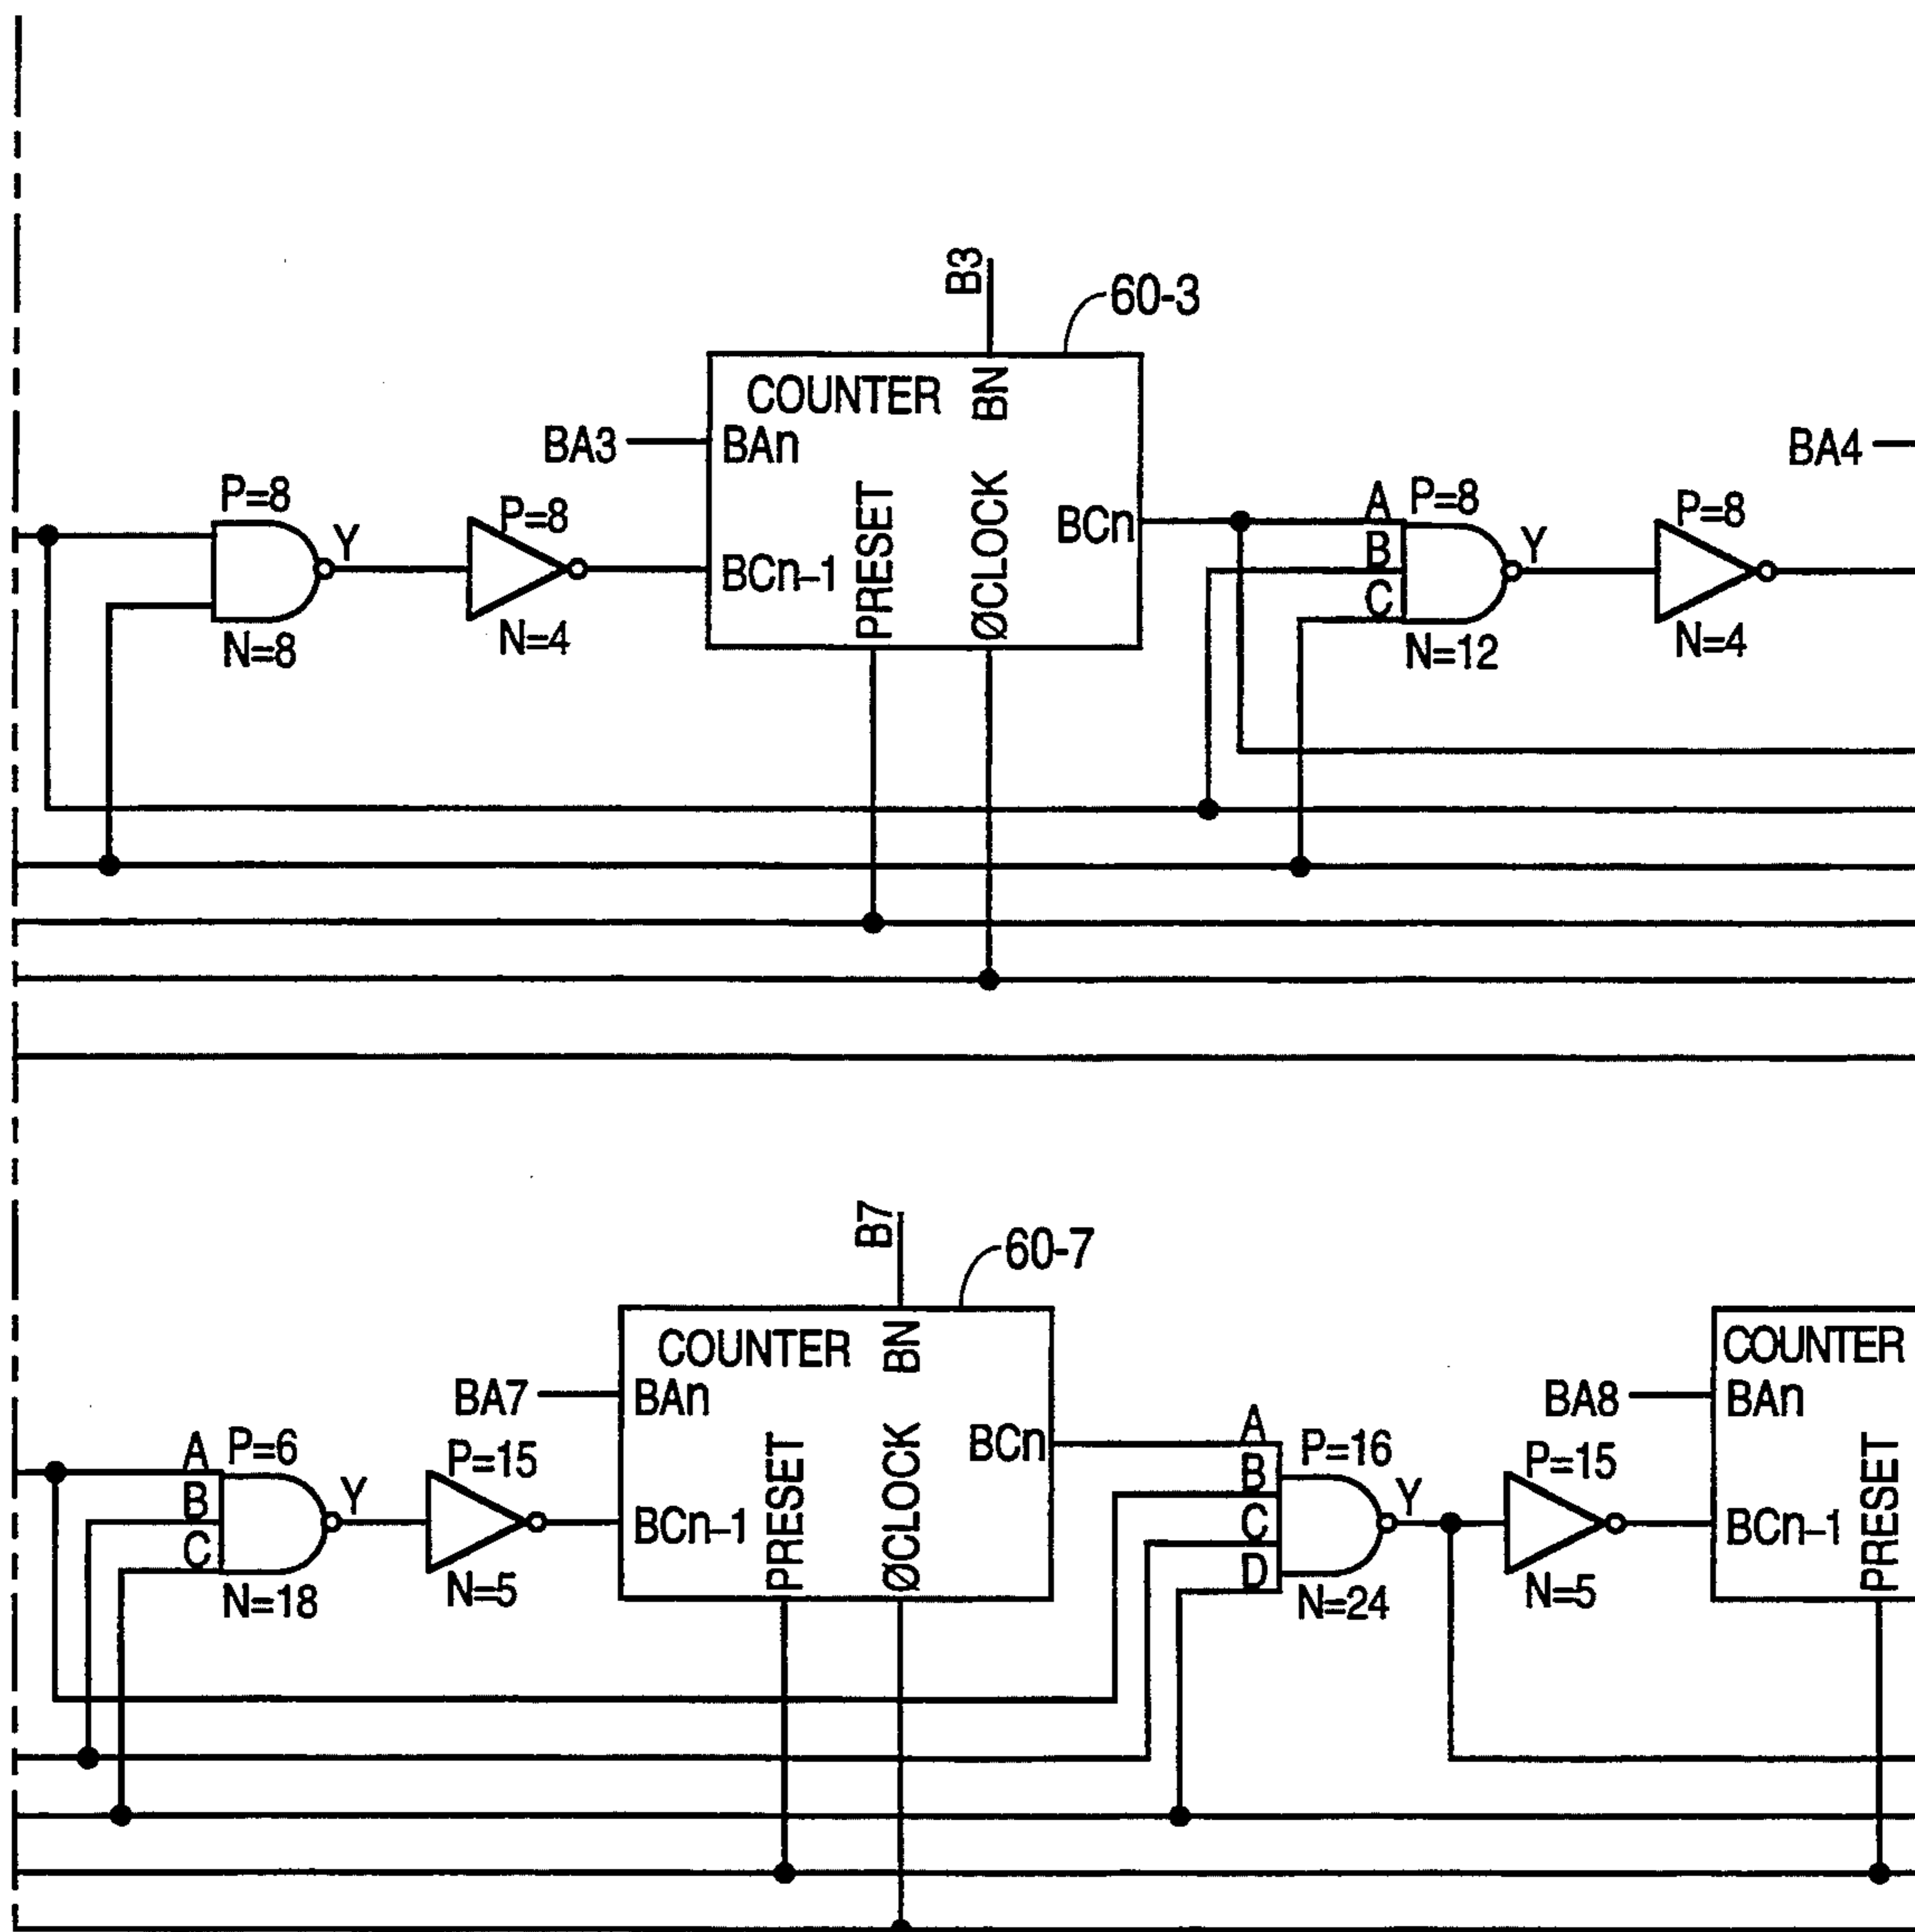 B3
60-3
COUNTER
BN
BA3
BAn
BA4
P=8
Y
P=8
PRESET
ØCLOCK
BCn
A
P=8
B
Y
P=8
BCn-1
C
N=8
N=4
N=12
N=4
B7
60-7
COUNTER
BN
COUNTER
BA7
BAn
BA8
BAn
A
P=6
P=15
BCn
A
P=16
P=15
B
Y
PRESET
ØCLOCK
B
Y
PRESET
C
BCn-1
C
BCn-1
D
N=18
N=5
N=24
N=5